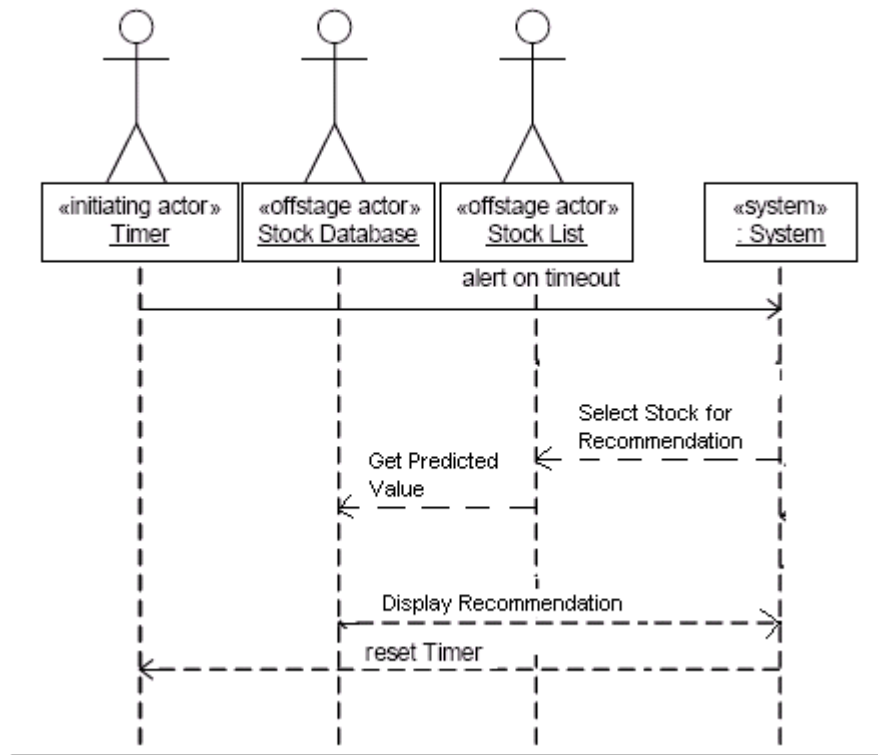 «initiating actor»
Timer
«offstage actor»
Stock Database
«offstage actor»
Stock List
«system»
: System
alert on timeout
Select Stock for
Recommendation
Get Predicted
Value
Display Recommendation
reset Timer